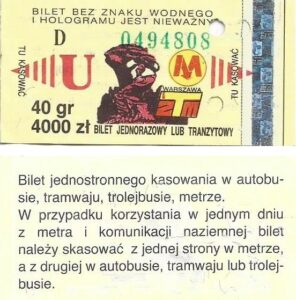 BILET BEZ ZNAKU WODNEGO
I HOLOGRAMU JEST NIEWAŻNY
D 0494808
TU KASOWAĆ
U
M
WARSZAWA
ZTM
TU KASOWAĆ
40 gr
4000 zł BILET JEDNORAZOWY LUB TRANZYTOWY
Bilet jednostronnego kasowania w autobu-
sie, tramwaju, trolejbusie, metrze.
W przypadku korzystania w jednym dniu
z metra i komunikacji naziemnej bilet
należy skasować z jednej strony w metrze,
a z drugiej w autobusie, tramwaju lub trolej-
busie.